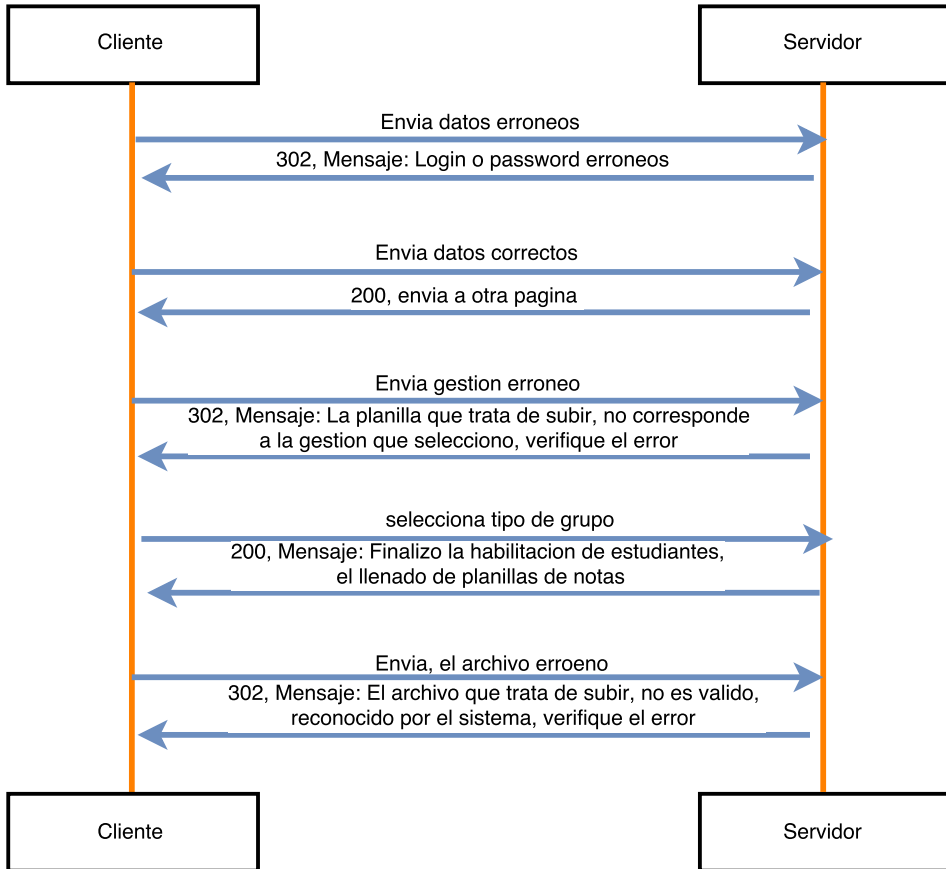 Cliente
Servidor
Envia datos erroneos
302, Mensaje: Login o password erroneos
Envia datos correctos
200, envia a otra pagina
Envia gestion erroneo
302, Mensaje: La planilla que trata de subir, no corresponde
a la gestion que selecciono, verifique el error
selecciona tipo de grupo
200, Mensaje: Finalizo la habilitacion de estudiantes,
el llenado de planillas de notas
Envia, el archivo erroeno
302, Mensaje: El archivo que trata de subir, no es valido,
reconocido por el sistema, verifique el error
Cliente
Servidor